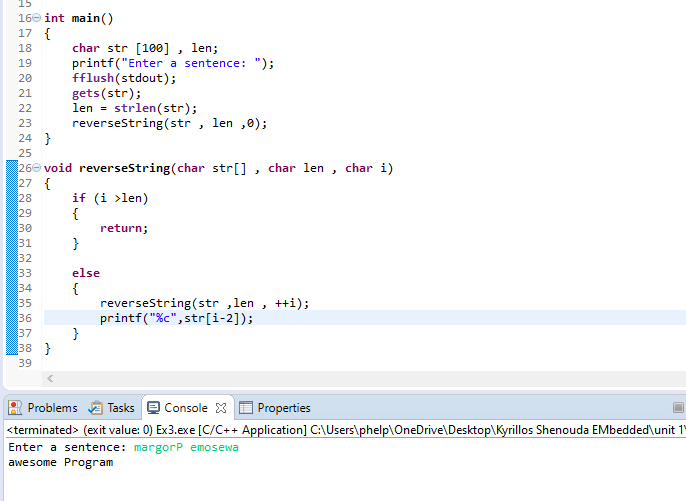 15
16 int main()
17 {
18 char str [100] , len;
19 printf("Enter a sentence: ");
20 fflush(stdout);
21 gets(str);
22 len = strlen(str);
23 reverseString(str , len ,0);
24 }
25
26 void reverseString(char str[] , char len , char i)
27 {
28 if (i >len)
29 {
30 return;
31 }
32
33 else
34 {
35 reverseString(str ,len , ++i);
36 printf("%c",str[i-2]);
37 }
38 }
39
Problems Tasks Console Properties
<terminated> (exit value: 0) Ex3.exe [C/C++ Application] C:\Users\phelp\OneDrive\Desktop\Kyrillos Shenouda EMbedded\unit 1\
Enter a sentence: margorP emosewa
awesome Program